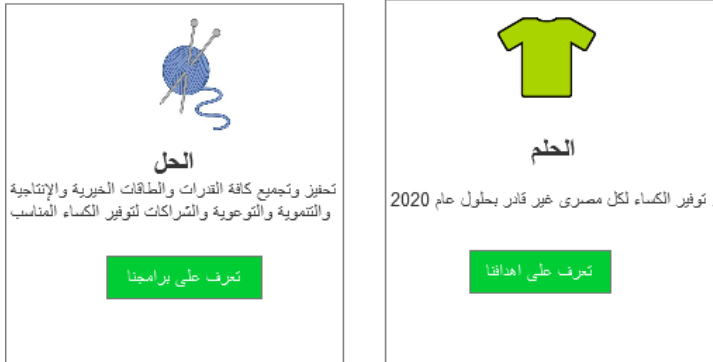 الحلم
توفير الكساء لكل مصرى غير قادر بحلول عام 2020
تعرف على اهدافنا
الحل
تحفيز وتجميع كافة القدرات والطاقات الخيرية والإنتاجية
والتنموية والتوعوية والشراكات لتوفير الكساء المناسب
تعرف على برامجنا